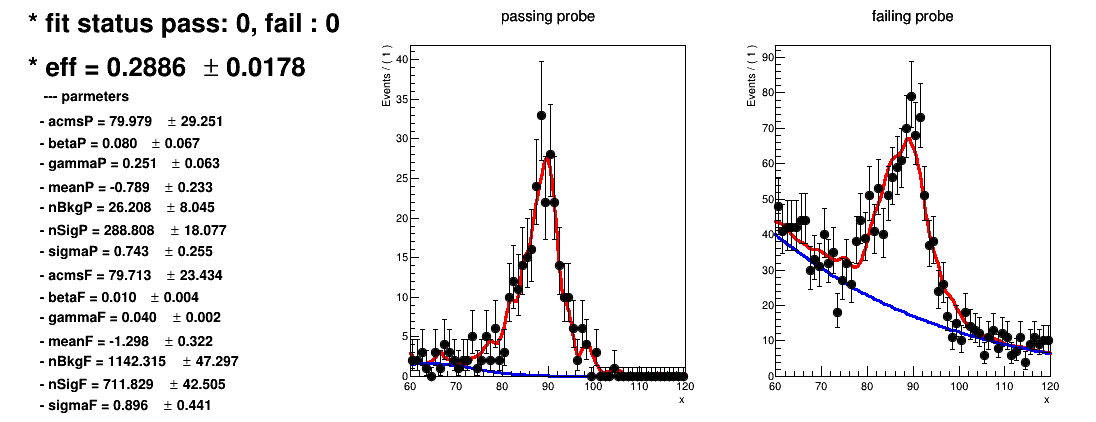 * fit status pass: 0, fail : 0
* eff = 0.2886 ± 0.0178
--- parmeters
- acmsP = 79.979 ± 29.251
- betaP = 0.080 ± 0.067
- gammaP = 0.251 ± 0.063
- meanP = -0.789 ± 0.233
- nBkgP = 26.208 ± 8.045
- nSigP = 288.808 ± 18.077
- sigmaP = 0.743 ± 0.255
- acmsF = 79.713 ± 23.434
- betaF = 0.010 ± 0.004
- gammaF = 0.040 ± 0.002
- meanF = -1.298 ± 0.322
- nBkgF = 1142.315 ± 47.297
- nSigF = 711.829 ± 42.505
- sigmaF = 0.896 ± 0.441
passing probe
Events / ( 1 )
40
35
30
25
20
15
10
5
0
60 70 80 90 100 110 120
x
failing probe
Events / ( 1 )
90
80
70
60
50
40
30
20
10
0
60 70 80 90 100 110 120
x